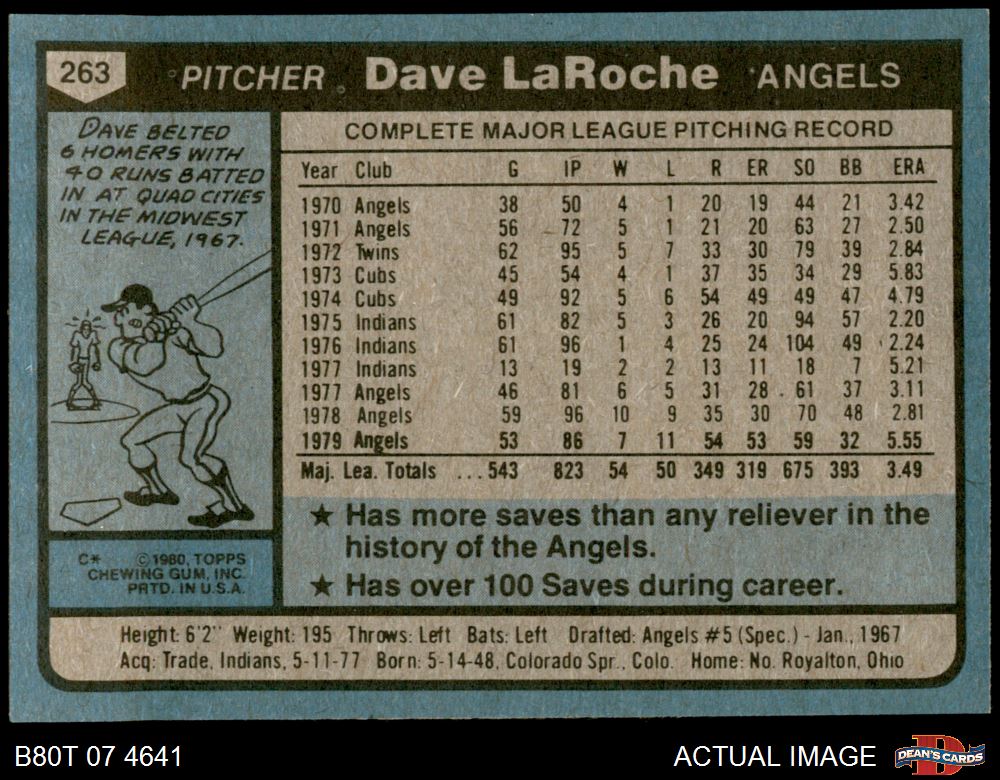 263 PITCHER Dave LaRoche ANGELS
DAVE BELTED
6 HOMERS WITH
40 RUNS BATTED
IN AT QUAD CITIES
IN THE MIDWEST
LEAGUE, 1967.
COMPLETE MAJOR LEAGUE PITCHING RECORD
Year Club G IP W L R ER SO BB ERA
1970 Angels 38 50 4 1 20 19 44 21 3.42
1971 Angels 56 72 5 1 21 20 63 27 2.50
1972 Twins 62 95 5 7 33 30 79 39 2.84
1973 Cubs 45 54 4 1 37 35 34 29 5.83
1974 Cubs 49 92 5 6 54 49 49 47 4.79
1975 Indians 61 82 5 3 26 20 94 57 2.20
1976 Indians 61 96 1 4 25 24 104 49 2.24
1977 Indians 13 19 2 2 13 11 18 7 5.21
1977 Angels 46 81 6 5 31 28 61 37 3.11
1978 Angels 59 96 10 9 35 30 70 48 2.81
1979 Angels 53 86 7 11 54 53 59 32 5.55
Maj. Lea. Totals ...543 823 54 50 349 319 675 393 3.49
★ Has more saves than any reliever in the
history of the Angels.
★ Has over 100 Saves during career.
C* © 1980, TOPPS
CHEWING GUM, INC.
PRTD. IN U.S.A.
Height: 6'2" Weight: 195 Throws: Left Bats: Left Drafted: Angels #5 (Spec.) - Jan., 1967
Acq: Trade, Indians, 5-11-77 Born: 5-14-48, Colorado Spr., Colo. Home: No. Royalton, Ohio
B80T 07 4641 ACTUAL IMAGE DEAN'S CARDS